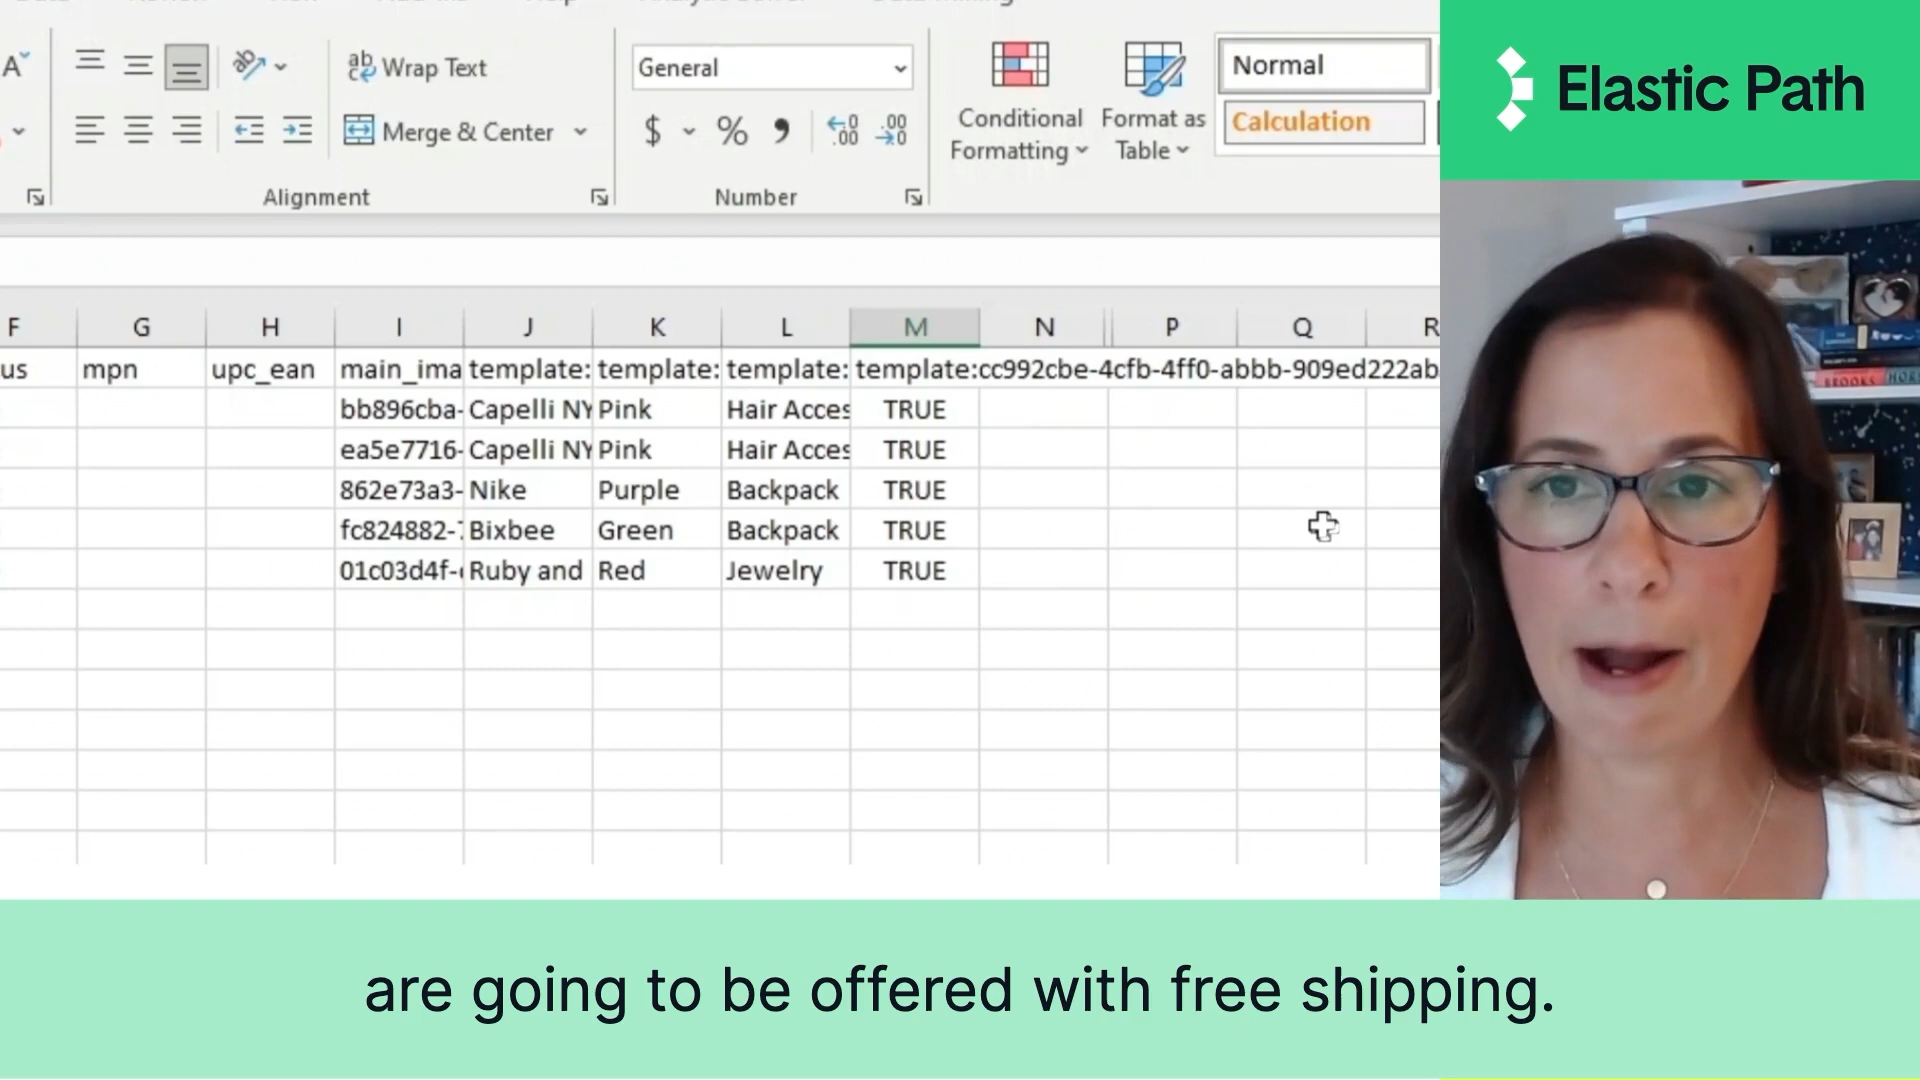 Wrap Text
General
Normal
Elastic Path
Merge & Center
$ % ,
Conditional Formatting
Format as Table
Calculation
Alignment
Number
F G H I J K L M N P Q R
us mpn upc_ean main_ima template: template: template: template:cc992cbe-4cfb-4ff0-abbb-909ed222ab
bb896cba- Capelli NY Pink Hair Acces TRUE
ea5e7716- Capelli NY Pink Hair Acces TRUE
862e73a3- Nike Purple Backpack TRUE
fc824882- Bixbee Green Backpack TRUE
01c03d4f- Ruby and Red Jewelry TRUE
are going to be offered with free shipping.